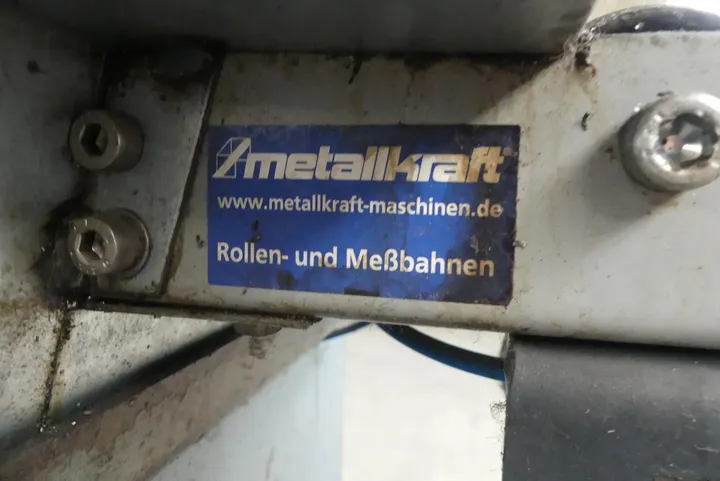 metallkraft
www.metallkraft-maschinen.de
Rollen- und Meßbahnen